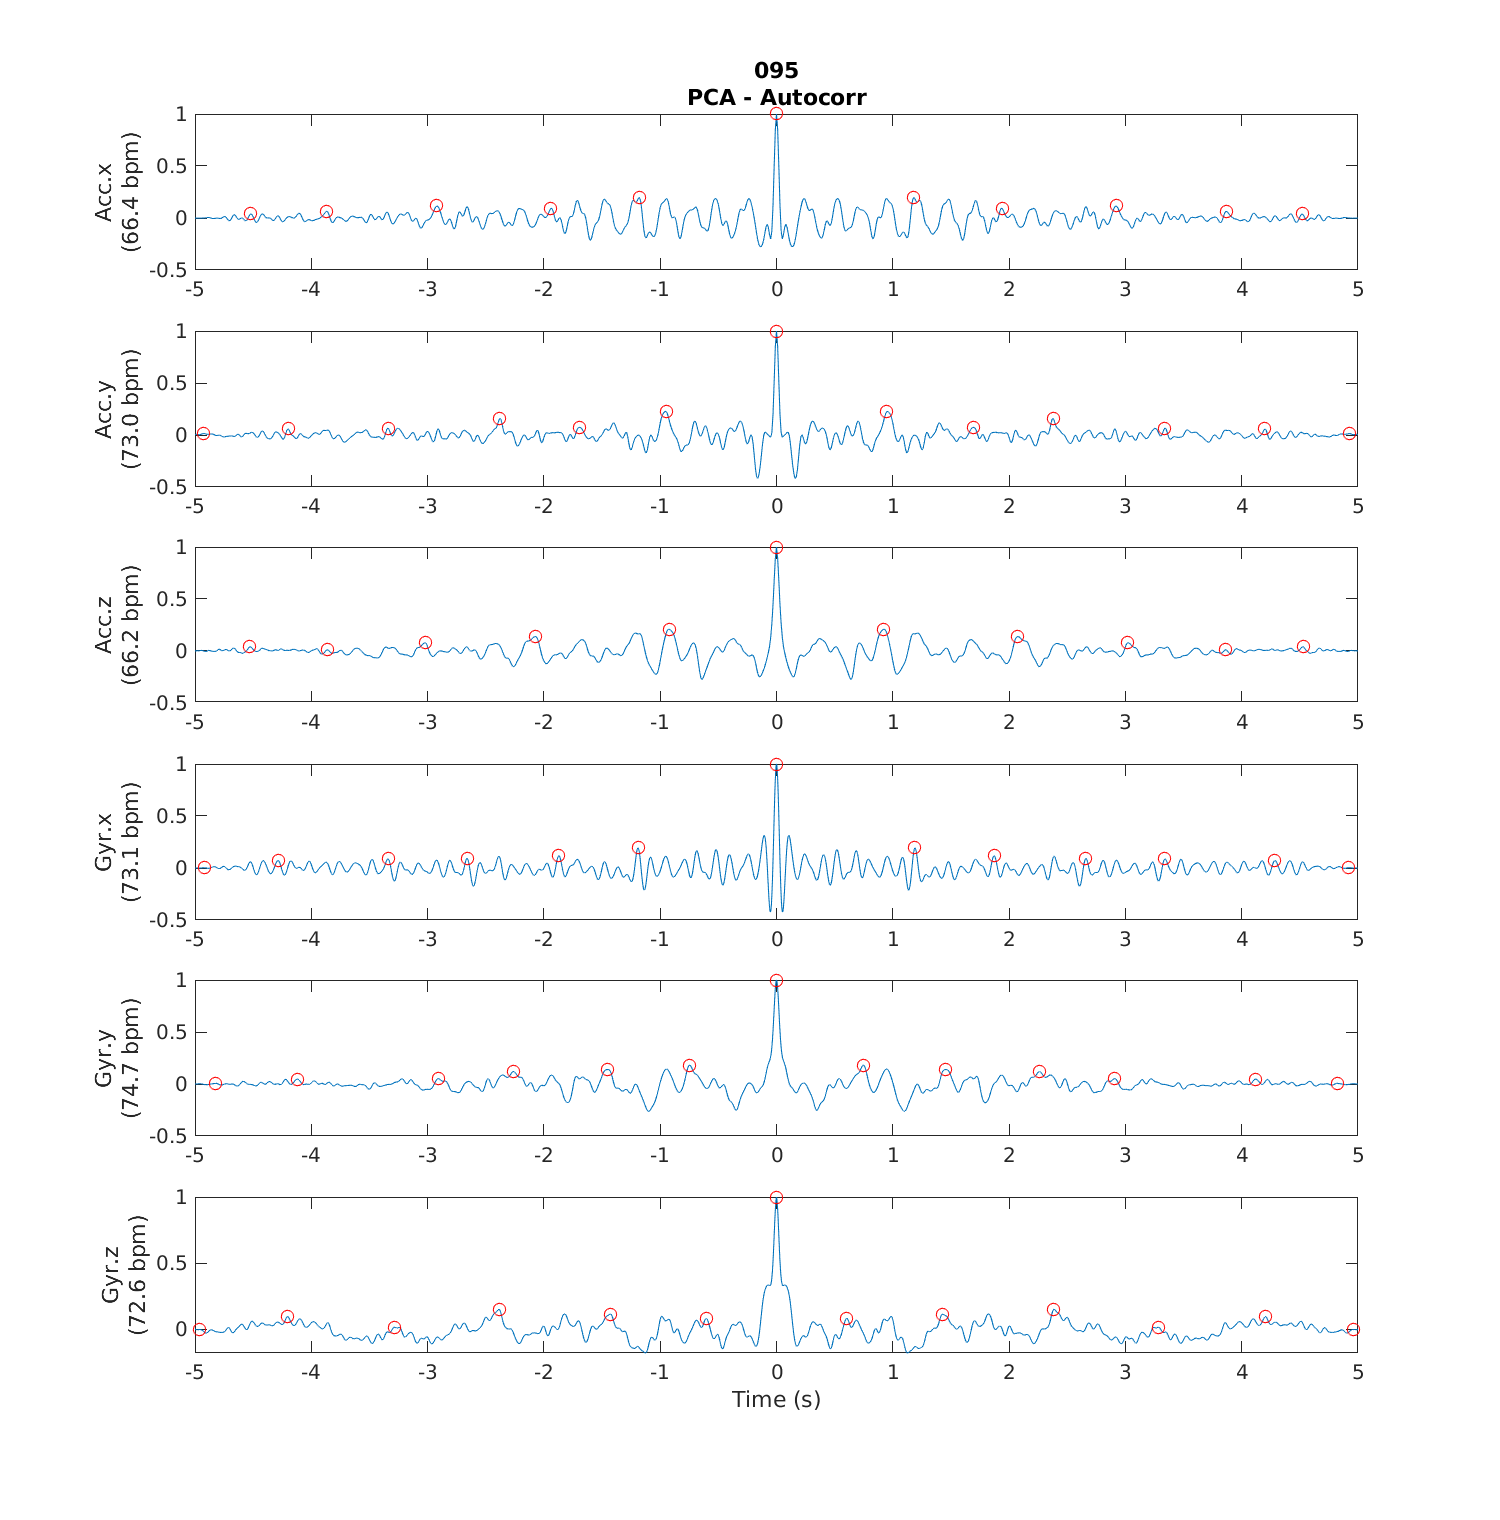 095
PCA - Autocorr
Acc.x
(66.4 bpm)
1
0.5
0
-0.5
-5 -4 -3 -2 -1 0 1 2 3 4 5
Acc.y
(73.0 bpm)
1
0.5
0
-0.5
-5 -4 -3 -2 -1 0 1 2 3 4 5
Acc.z
(66.2 bpm)
1
0.5
0
-0.5
-5 -4 -3 -2 -1 0 1 2 3 4 5
Gyr.x
(73.1 bpm)
1
0.5
0
-0.5
-5 -4 -3 -2 -1 0 1 2 3 4 5
Gyr.y
(74.7 bpm)
1
0.5
0
-0.5
-5 -4 -3 -2 -1 0 1 2 3 4 5
Gyr.z
(72.6 bpm)
1
0.5
0
-5 -4 -3 -2 -1 0 1 2 3 4 5
Time (s)